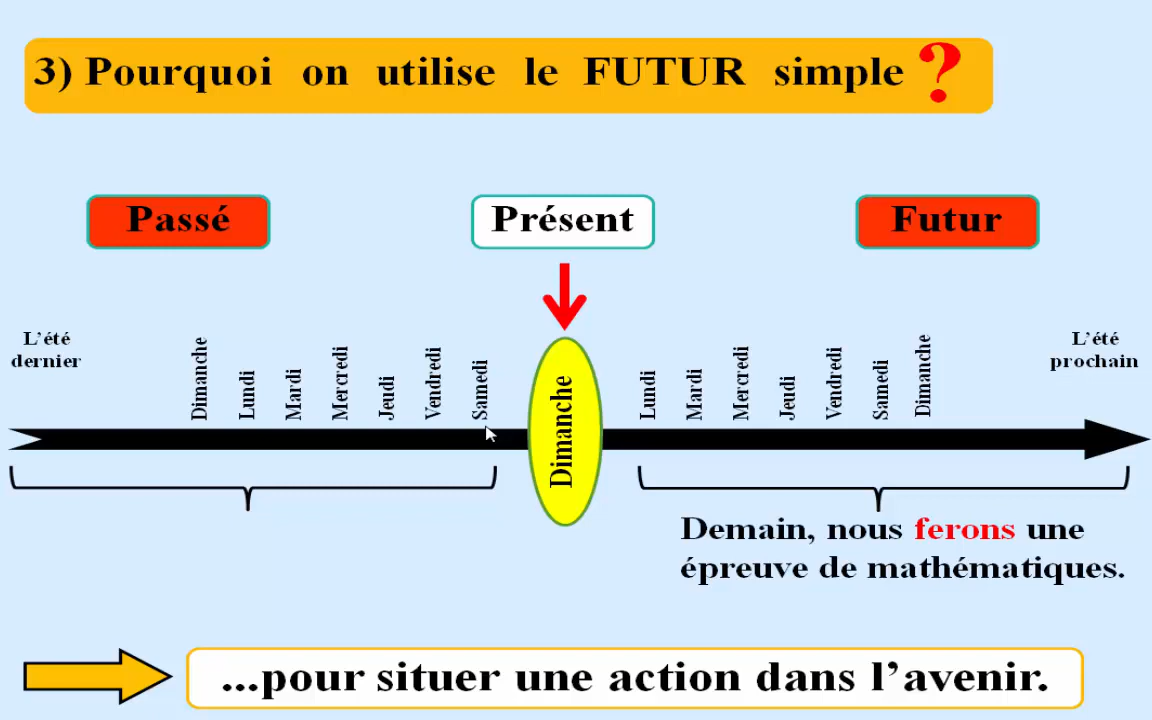 3) Pourquoi on utilise le FUTUR simple ?
Passé
Présent
Futur
L’été
dernier
Dimanche
Lundi
Mardi
Mercredi
Jeudi
Vendredi
Samedi
Dimanche
Lundi
Mardi
Mercredi
Jeudi
Vendredi
Samedi
Dimanche
L’été
prochain
Demain, nous ferons une
épreuve de mathématiques.
...pour situer une action dans l’avenir.